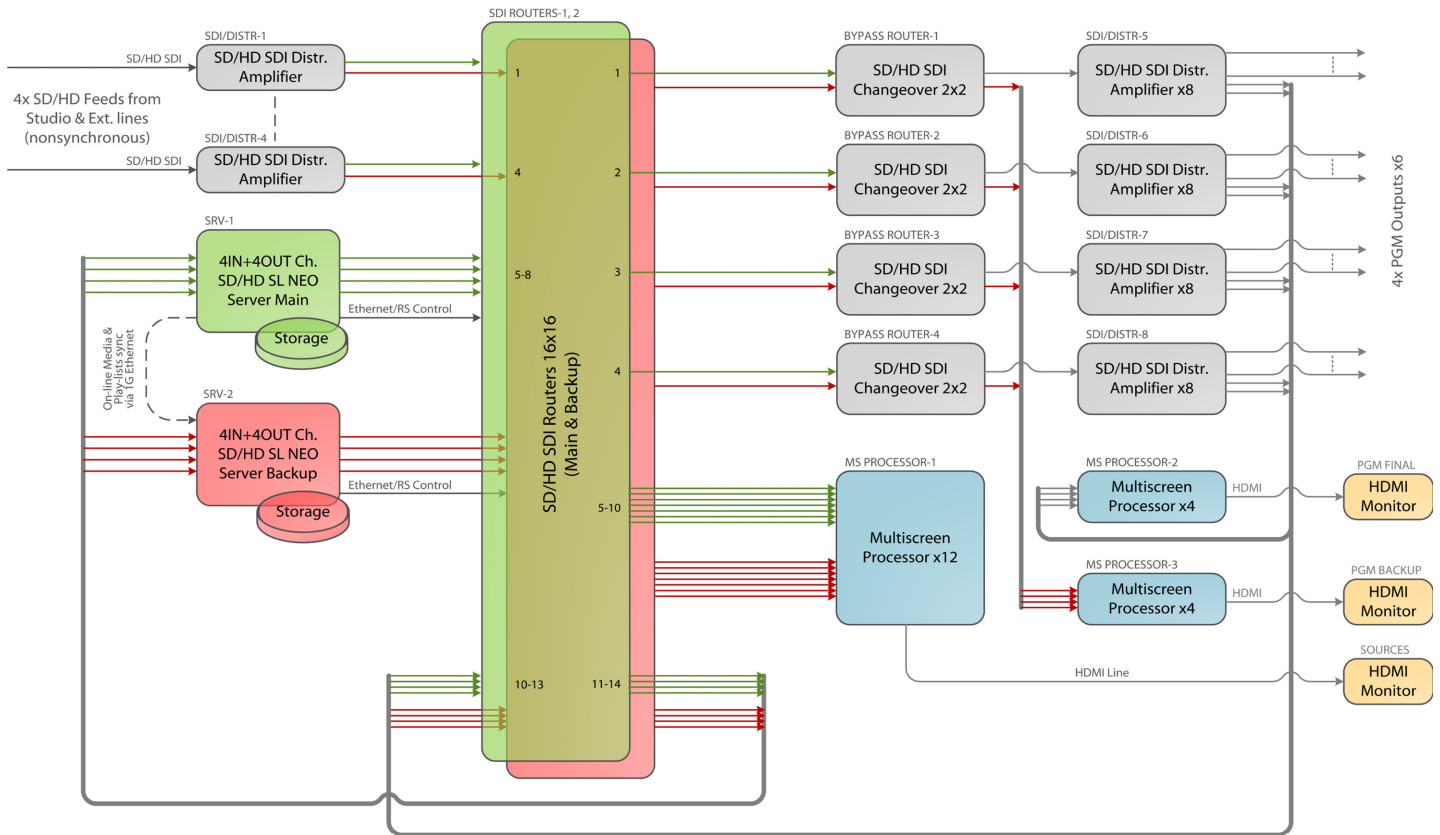 SDI ROUTERS-1, 2
SDI/DISTR-1
SD/HD SDI
SD/HD SDI Distr.
Amplifier
4x SD/HD Feeds from
Studio & Ext. lines
(nonsynchronous)
SDI/DISTR-4
SD/HD SDI
SD/HD SDI Distr.
Amplifier
SRV-1
4IN+4OUT Ch.
SD/HD SL NEO
Server Main
Storage
Ethernet/RS Control
On-line Media &
Play-lists sync
via 1G Ethernet
SRV-2
4IN+4OUT Ch.
SD/HD SL NEO
Server Backup
Storage
Ethernet/RS Control
1
4
5-8
10-13
SD/HD SDI Routers 16x16
(Main & Backup)
1
2
3
4
5-10
11-14
BYPASS ROUTER-1
SD/HD SDI
Changeover 2x2
BYPASS ROUTER-2
SD/HD SDI
Changeover 2x2
BYPASS ROUTER-3
SD/HD SDI
Changeover 2x2
BYPASS ROUTER-4
SD/HD SDI
Changeover 2x2
MS PROCESSOR-1
Multiscreen
Processor x12
SDI/DISTR-5
SD/HD SDI Distr.
Amplifier x8
SDI/DISTR-6
SD/HD SDI Distr.
Amplifier x8
SDI/DISTR-7
SD/HD SDI Distr.
Amplifier x8
SDI/DISTR-8
SD/HD SDI Distr.
Amplifier x8
4x PGM Outputs x6
MS PROCESSOR-2
Multiscreen
Processor x4
HDMI
PGM FINAL
HDMI
Monitor
MS PROCESSOR-3
Multiscreen
Processor x4
HDMI
PGM BACKUP
HDMI
Monitor
HDMI Line
SOURCES
HDMI
Monitor